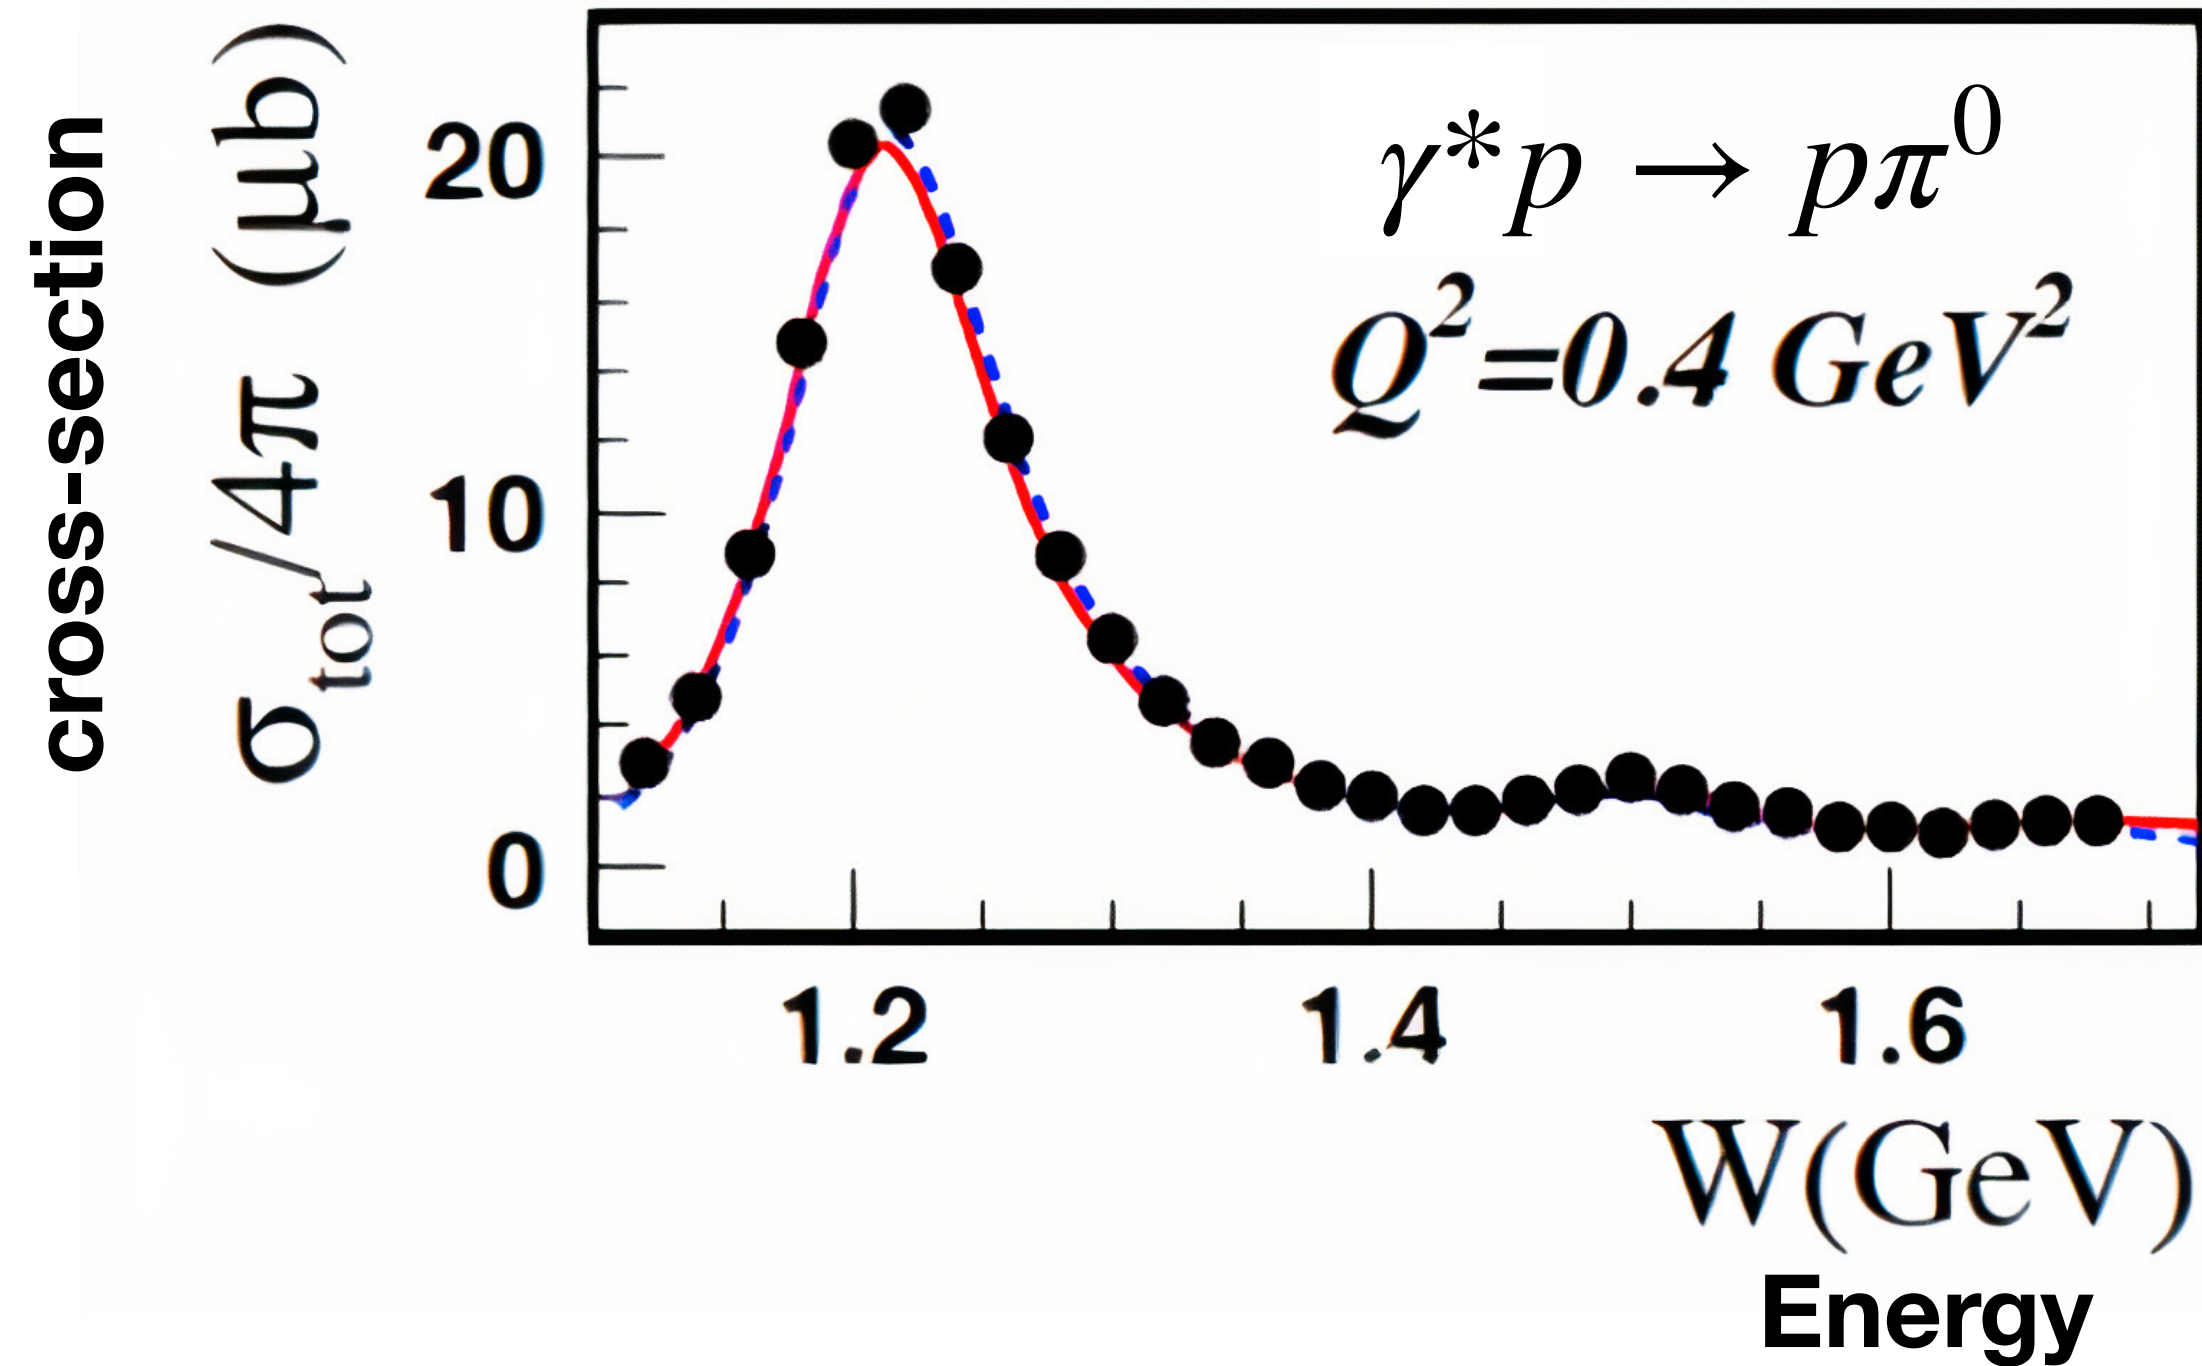 cross-section
σtot/4π (μb)
20
10
0
γ*p → pπ⁰
Q²=0.4 GeV²
1.2
1.4
1.6
W(GeV)
Energy